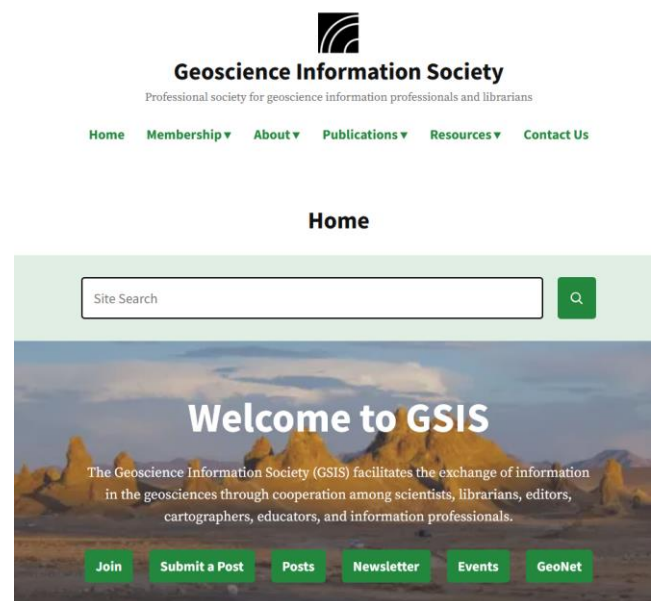 Geoscience Information Society
Professional society for geoscience information professionals and librarians
Home Membership ▾ About ▾ Publications ▾ Resources ▾ Contact Us
Home
Site Search
Welcome to GSIS
The Geoscience Information Society (GSIS) facilitates the exchange of information
in the geosciences through cooperation among scientists, librarians, editors,
cartographers, educators, and information professionals.
Join Submit a Post Posts Newsletter Events GeoNet